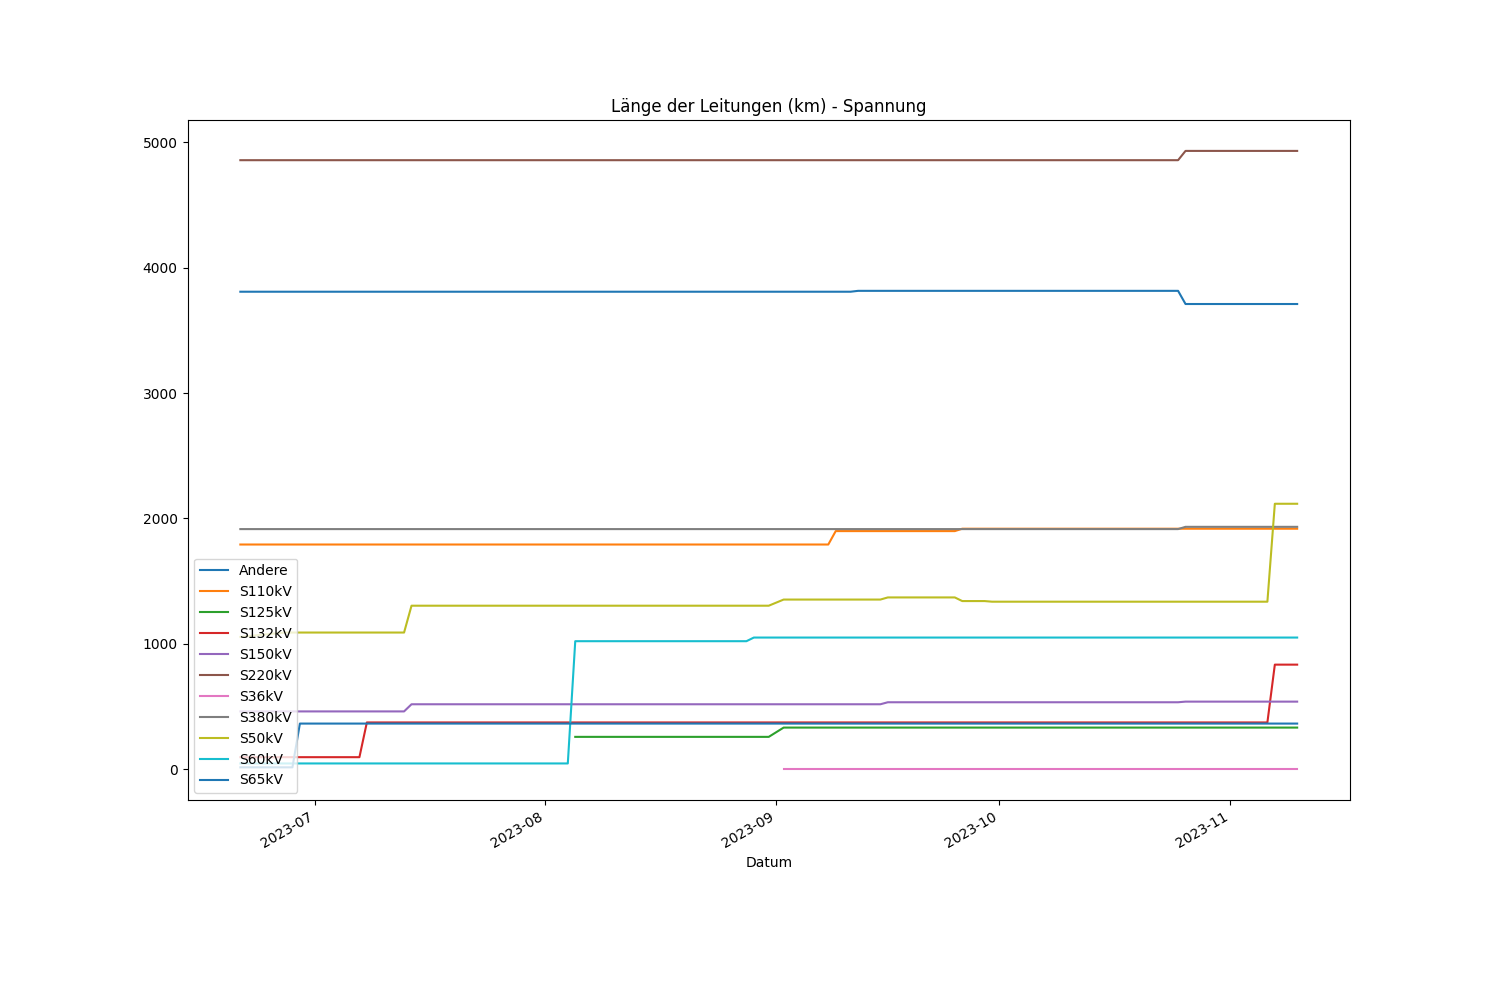 Länge der Leitungen (km) - Spannung
5000
4000
3000
2000
1000
0
Andere
S110kV
S125kV
S132kV
S150kV
S220kV
S36kV
S380kV
S50kV
S60kV
S65kV
2023-07
2023-08
2023-09
2023-10
2023-11
Datum